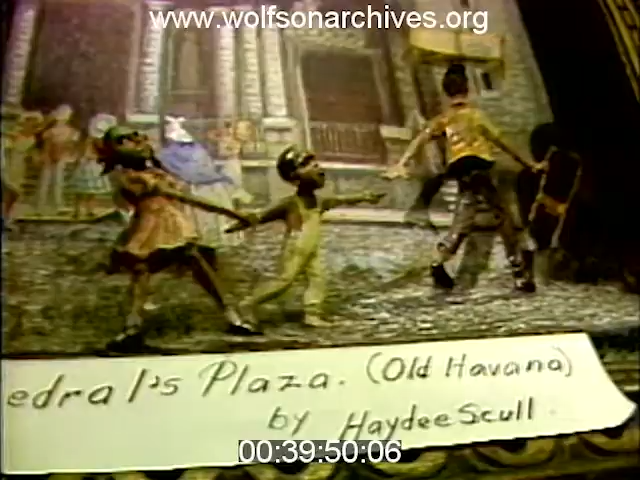 www.wolfsonarchives.org
edral's Plaza. (Old Havana)
by Haydee Scull
00:39:50:06